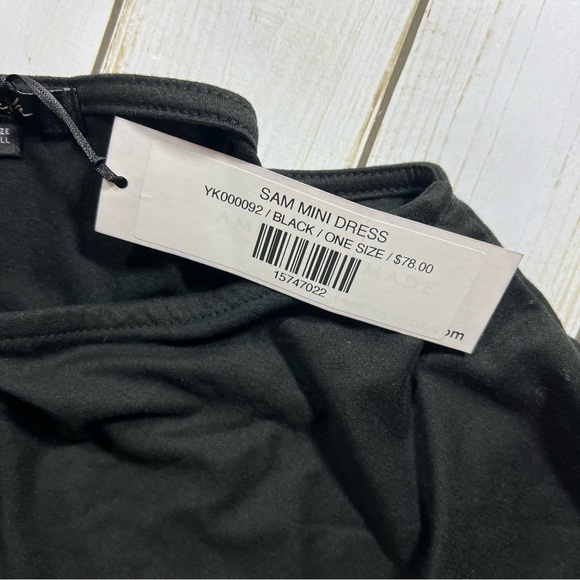 SAM MINI DRESS
YK000092 / BLACK / ONE SIZE / $78.00
15747022